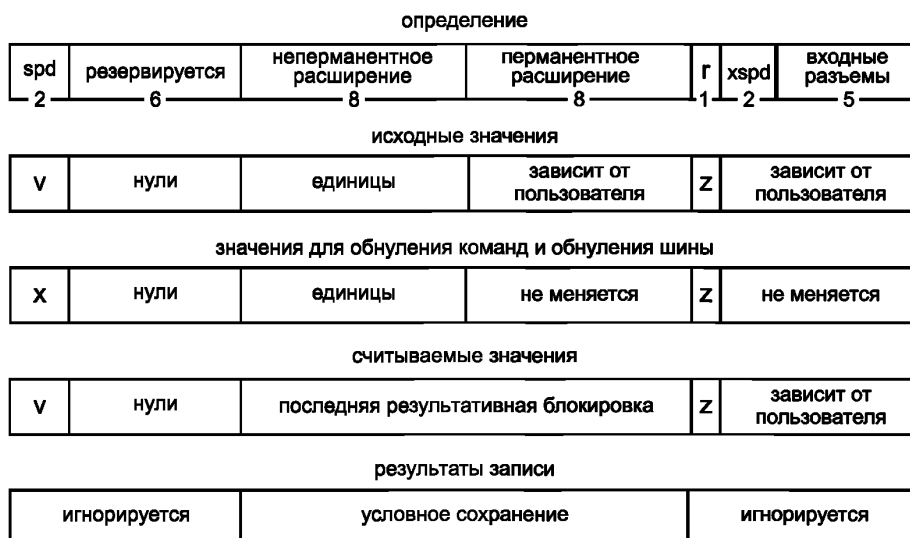 определение
spd резервируется неперманентное расширение перманентное расширение r xspd входные разъемы
2 6 8 8 1 2 5
исходные значения
v нули единицы зависит от пользователя z зависит от пользователя
значения для обнуления команд и обнуления шины
x нули единицы не меняется z не меняется
считываемые значения
v нули последняя результативная блокировка z зависит от пользователя
результаты записи
игнорируется условное сохранение игнорируется